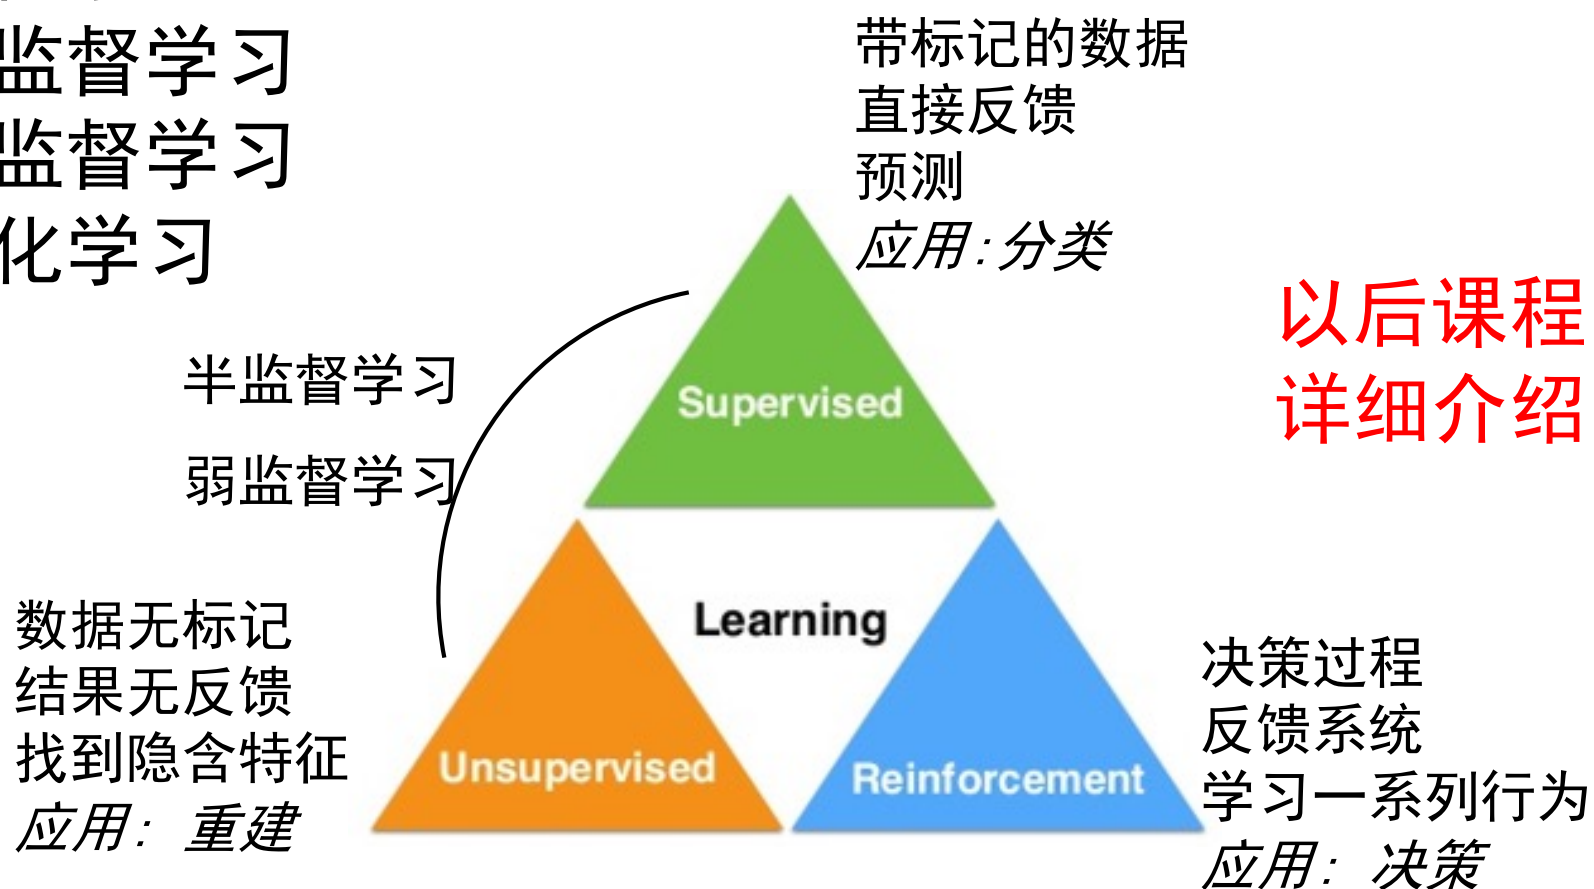 监督学习
监督学习
化学习
带标记的数据
直接反馈
预测
应用:分类
以后课程
详细介绍
半监督学习
弱监督学习
Supervised
Learning
数据无标记
结果无反馈
找到隐含特征
应用: 重建
Unsupervised
Reinforcement
决策过程
反馈系统
学习一系列行为
应用: 决策